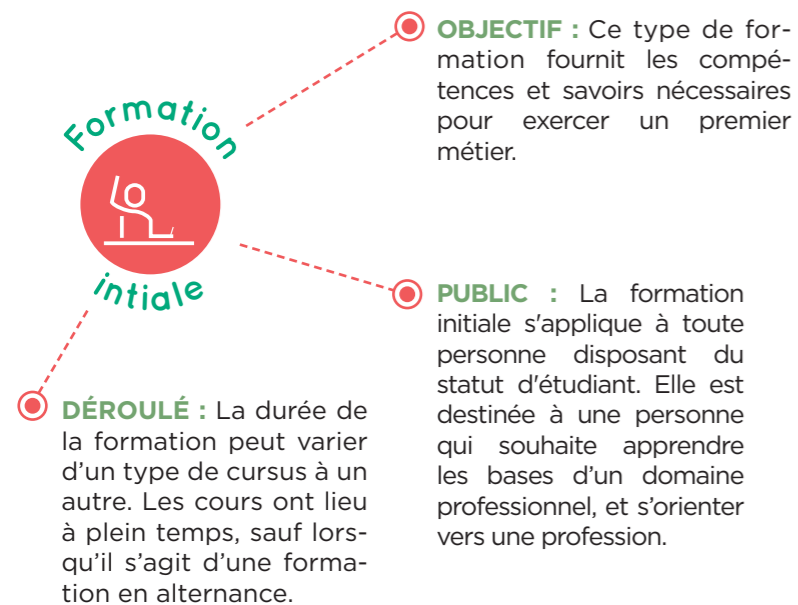 Formation
intiale
OBJECTIF : Ce type de for-
mation fournit les compé-
tences et savoirs nécessaires
pour exercer un premier
métier.
PUBLIC : La formation
initiale s'applique à toute
personne disposant du
statut d'étudiant. Elle est
destinée à une personne
qui souhaite apprendre
les bases d’un domaine
professionnel, et s’orienter
vers une profession.
DÉROULÉ : La durée de
la formation peut varier
d’un type de cursus à un
autre. Les cours ont lieu
à plein temps, sauf lors-
qu’il s’agit d’une forma-
tion en alternance.